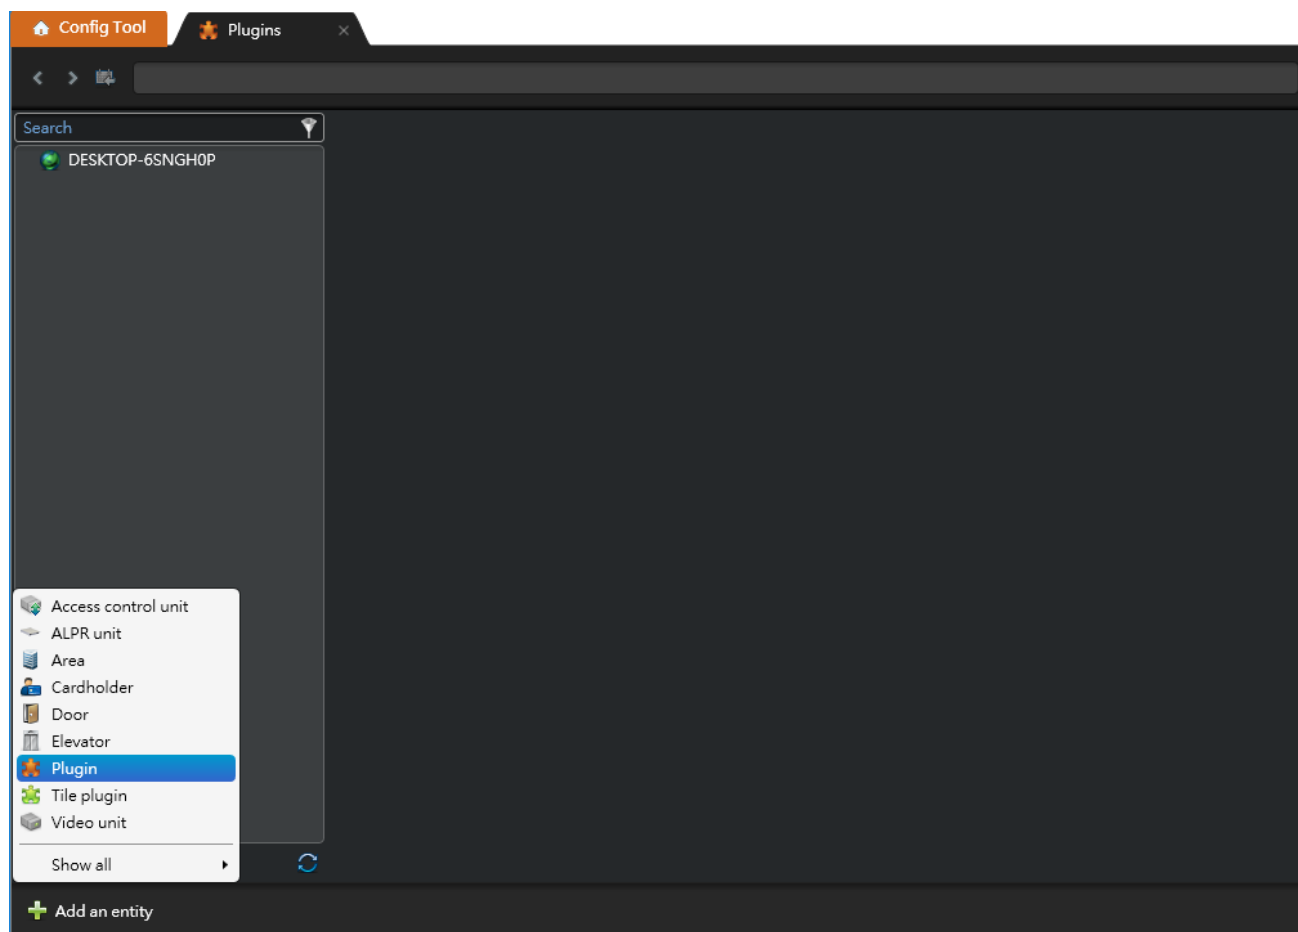 Config Tool
Plugins
Search
DESKTOP-6SNGH0P
Access control unit
ALPR unit
Area
Cardholder
Door
Elevator
Plugin
Tile plugin
Video unit
Show all
Add an entity